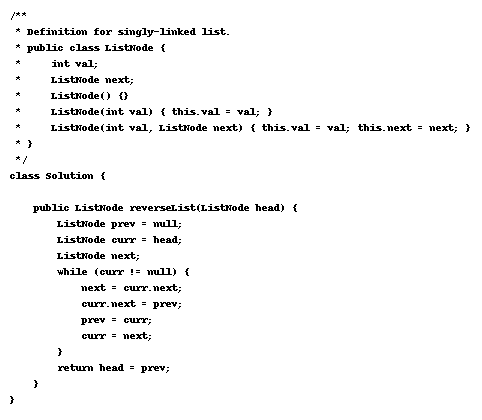 /**
 * Definition for singly-linked list.
 * public class ListNode {
 *     int val;
 *     ListNode next;
 *     ListNode() {}
 *     ListNode(int val) { this.val = val; }
 *     ListNode(int val, ListNode next) { this.val = val; this.next = next; }
 * }
 */
class Solution {
    public ListNode reverseList(ListNode head) {
        ListNode prev = null;
        ListNode curr = head;
        ListNode next;
        while (curr != null) {
            next = curr.next;
            curr.next = prev;
            prev = curr;
            curr = next;
        }
        return head = prev;
    }
}